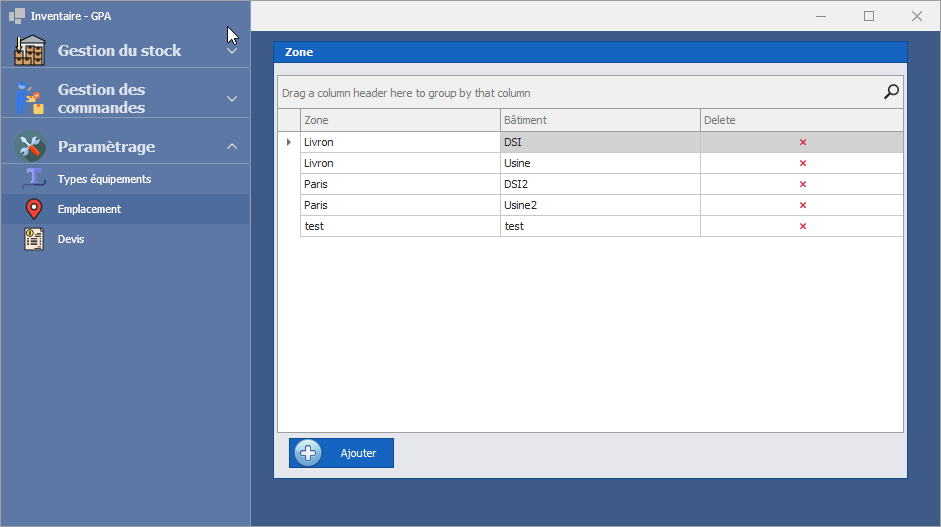 Inventaire - GPA
Gestion du stock
Gestion des
commandes
Paramètrage
Types équipements
Emplacement
Devis
Zone
Drag a column header here to group by that column
Zone Bâtiment Delete
Livron DSI
Livron Usine
Paris DSI2
Paris Usine2
test test
Ajouter